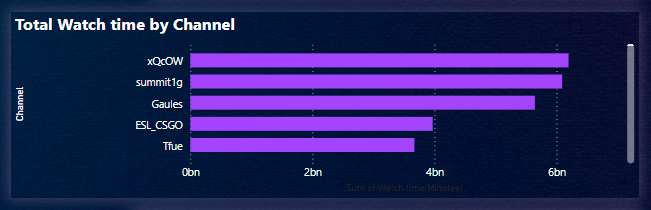 Total Watch time by Channel
Channel
xQcOW
summit1g
Gaules
ESL_CSGO
Tfue
0bn 2bn 4bn 6bn
Sum of Watch time(Minutes)